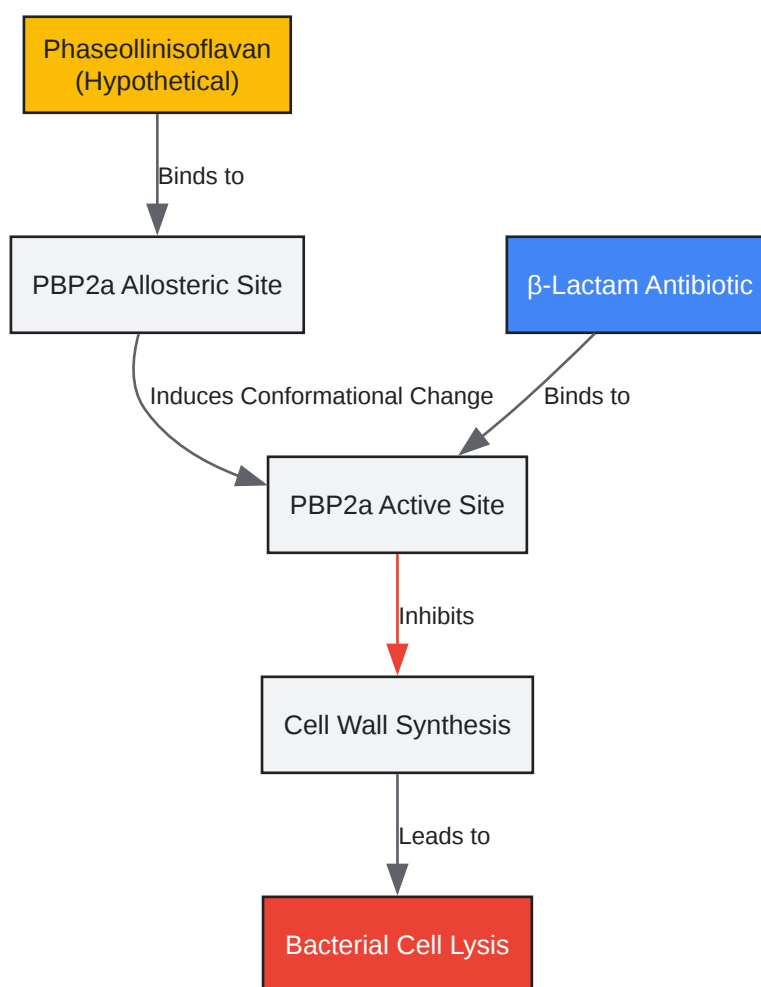 Phaseollinisoflavan
(Hypothetical)
Binds to
PBP2a Allosteric Site
β-Lactam Antibiotic
Induces Conformational Change
Binds to
PBP2a Active Site
Inhibits
Cell Wall Synthesis
Leads to
Bacterial Cell Lysis